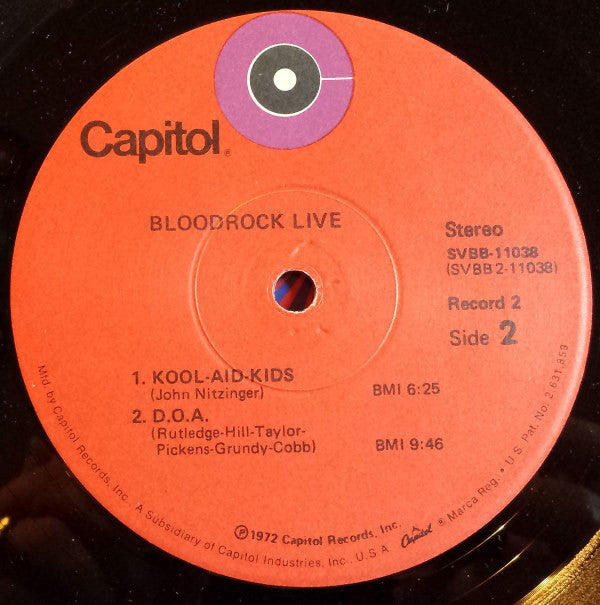 Capitol®
BLOODROCK LIVE
Stereo
SVBB-11038
(SVBB 2-11038)
Record 2
Side 2
1. KOOL-AID-KIDS
(John Nitzinger)
BMI 6:25
2. D.O.A.
(Rutledge-Hill-Taylor-
Pickens-Grundy-Cobb)
BMI 9:46
℗1972 Capitol Records, Inc.
Mfd. by Capitol Records, Inc. A Subsidiary of Capitol Industries, Inc., U.S.A. Capitol ® Marca Reg. • U.S. Pat. No. 2,631,859